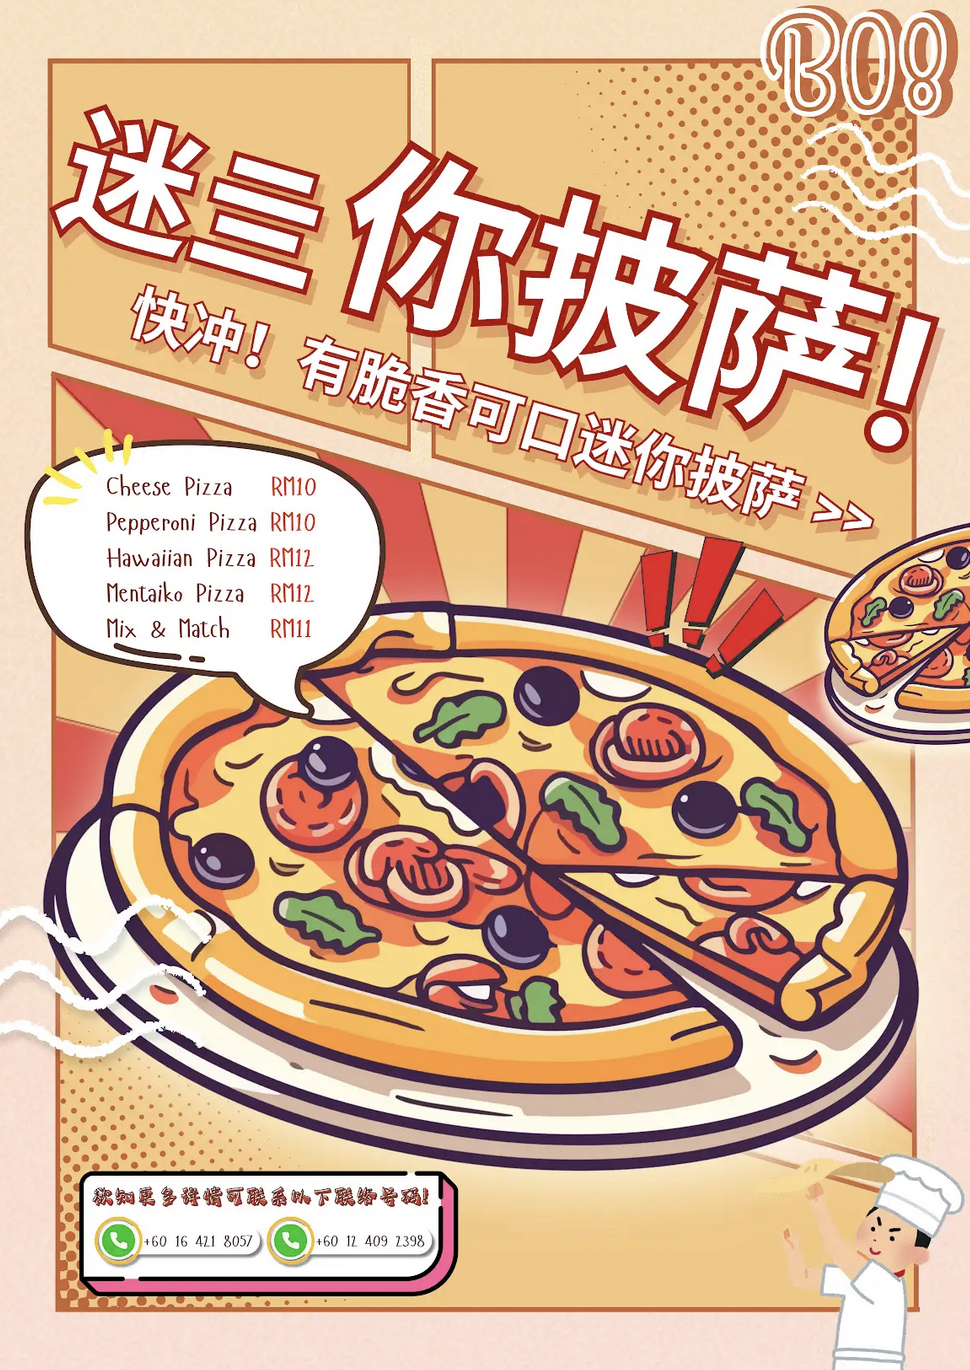 BO8
迷亖你披萨!
快冲! 有脆香可口迷你披萨 >>
Cheese Pizza RM10
Pepperoni Pizza RM10
Hawaiian Pizza RM12
Mentaiko Pizza RM12
Mix & Match RM11
!!!
欲知更多详情可联系以下联络号码!
+60 16 421 8057 +60 12 409 2398